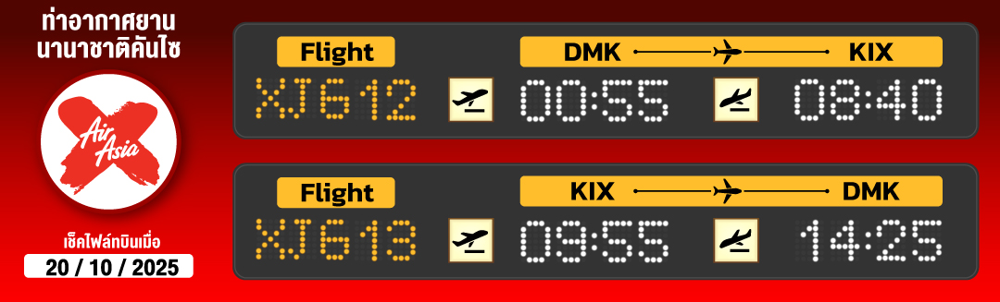 ท่าอากาศยาน
นานาชาติคันไซ
Air
Asia
เช็คไฟล์ทบินเมื่อ
20 / 10 / 2025
Flight
DMK KIX
XJ612 00:55 08:40
Flight
KIX DMK
XJ613 09:55 14:25